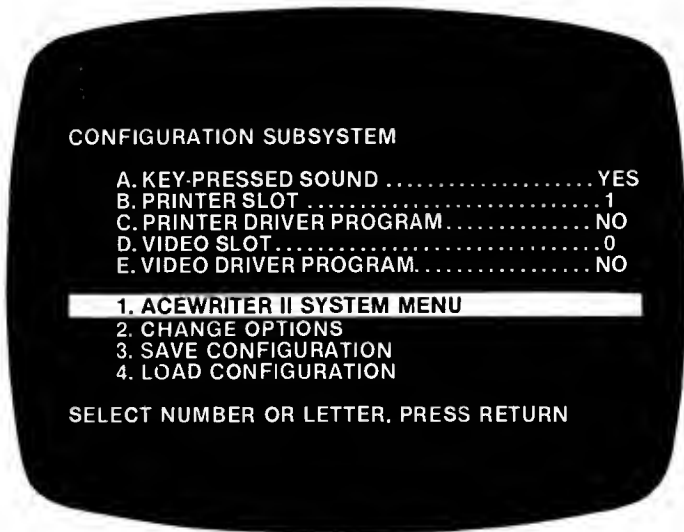 CONFIGURATION SUBSYSTEM
A. KEY-PRESSED SOUND .................... YES
B. PRINTER SLOT ............................ 1
C. PRINTER DRIVER PROGRAM.............. NO
D. VIDEO SLOT............................... 0
E. VIDEO DRIVER PROGRAM................. NO
1. ACEWRITER II SYSTEM MENU
2. CHANGE OPTIONS
3. SAVE CONFIGURATION
4. LOAD CONFIGURATION
SELECT NUMBER OR LETTER, PRESS RETURN